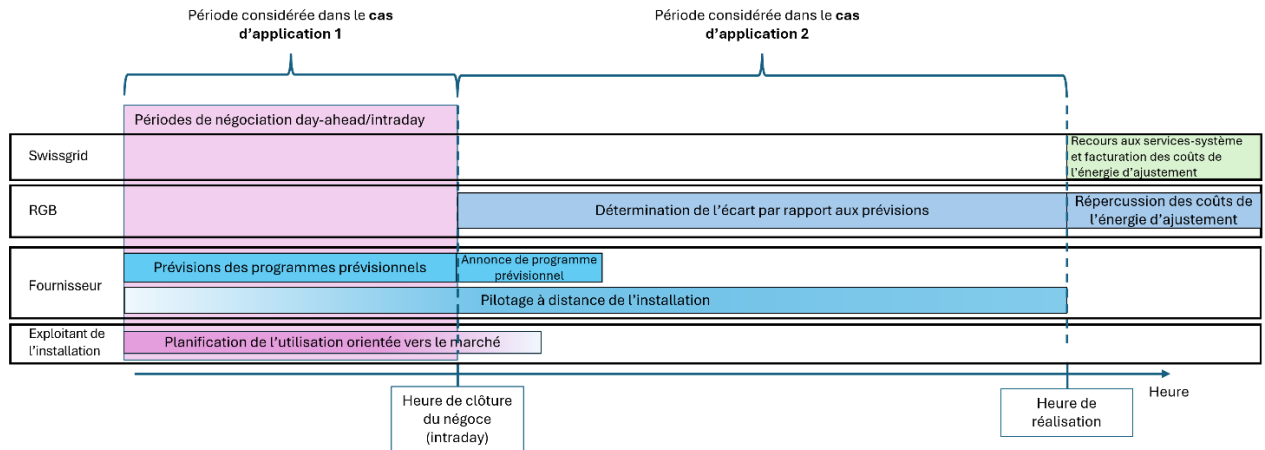 Période considérée dans le cas
d'application 1
Période considérée dans le cas
d'application 2
Périodes de négociation day-ahead/intraday
Swissgrid
Recours aux services-système
et facturation des coûts de
l'énergie d'ajustement
RGB
Détermination de l'écart par rapport aux prévisions
Répercussion des coûts de
l'énergie d'ajustement
Fournisseur
Prévisions des programmes prévisionnels
Annonce de programme
prévisionnel
Pilotage à distance de l'installation
Exploitant de
l'installation
Planification de l'utilisation orientée vers le marché
Heure
Heure de clôture
du négoce
(intraday)
Heure de
réalisation